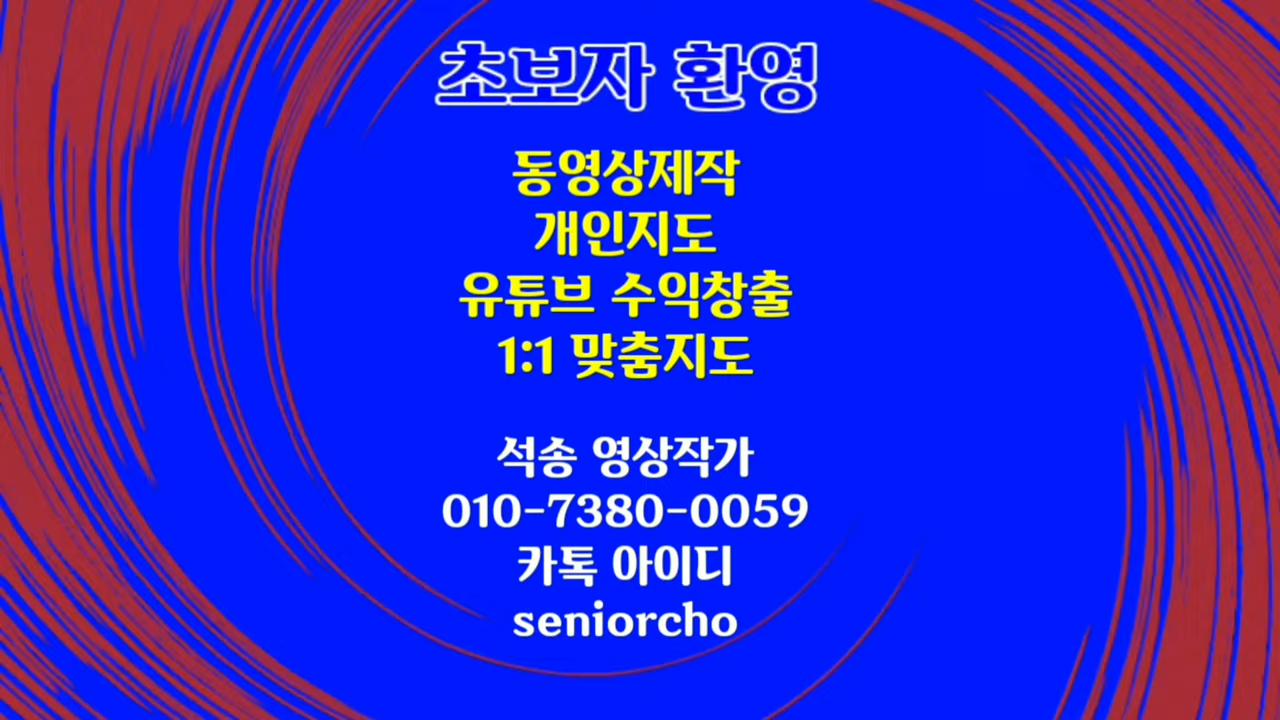 초보자 환영
동영상제작
개인지도
유튜브 수익창출
1:1 맞춤지도
석송 영상작가
010-7380-0059
카톡 아이디
seniorcho